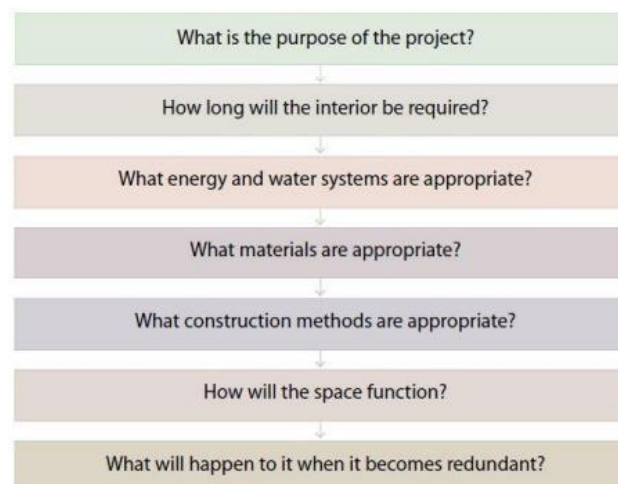 What is the purpose of the project?
How long will the interior be required?
What energy and water systems are appropriate?
What materials are appropriate?
What construction methods are appropriate?
How will the space function?
What will happen to it when it becomes redundant?